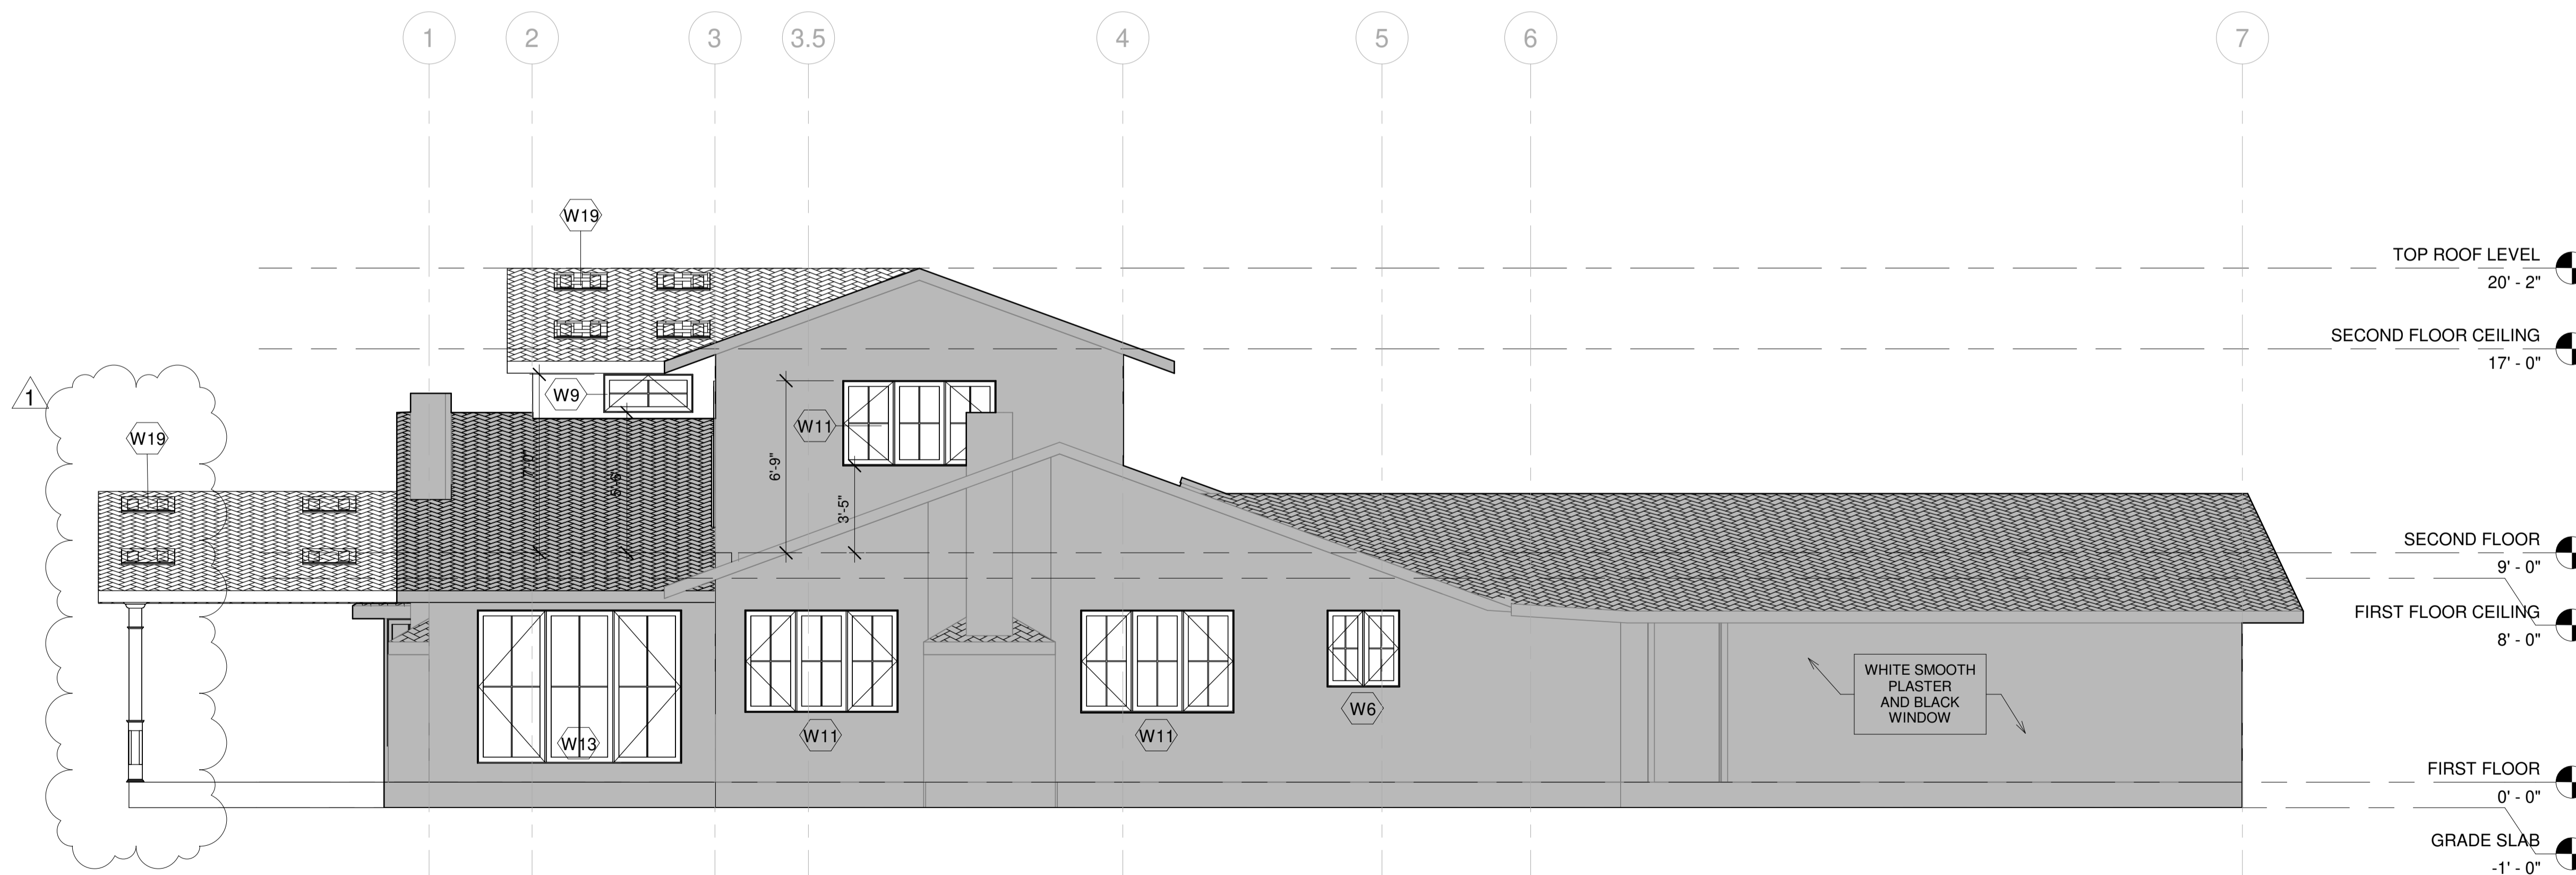 1 2 3 3.5 4 5 6 7
W19
TOP ROOF LEVEL
20' - 2"
SECOND FLOOR CEILING
17' - 0"
1
W9
W19
W11
6'-9"
5'-6"
3'-5"
SECOND FLOOR
9' - 0"
FIRST FLOOR CEILING
8' - 0"
WHITE SMOOTH
PLASTER
AND BLACK
WINDOW
W6
W13
W11
W11
FIRST FLOOR
0' - 0"
GRADE SLAB
-1' - 0"